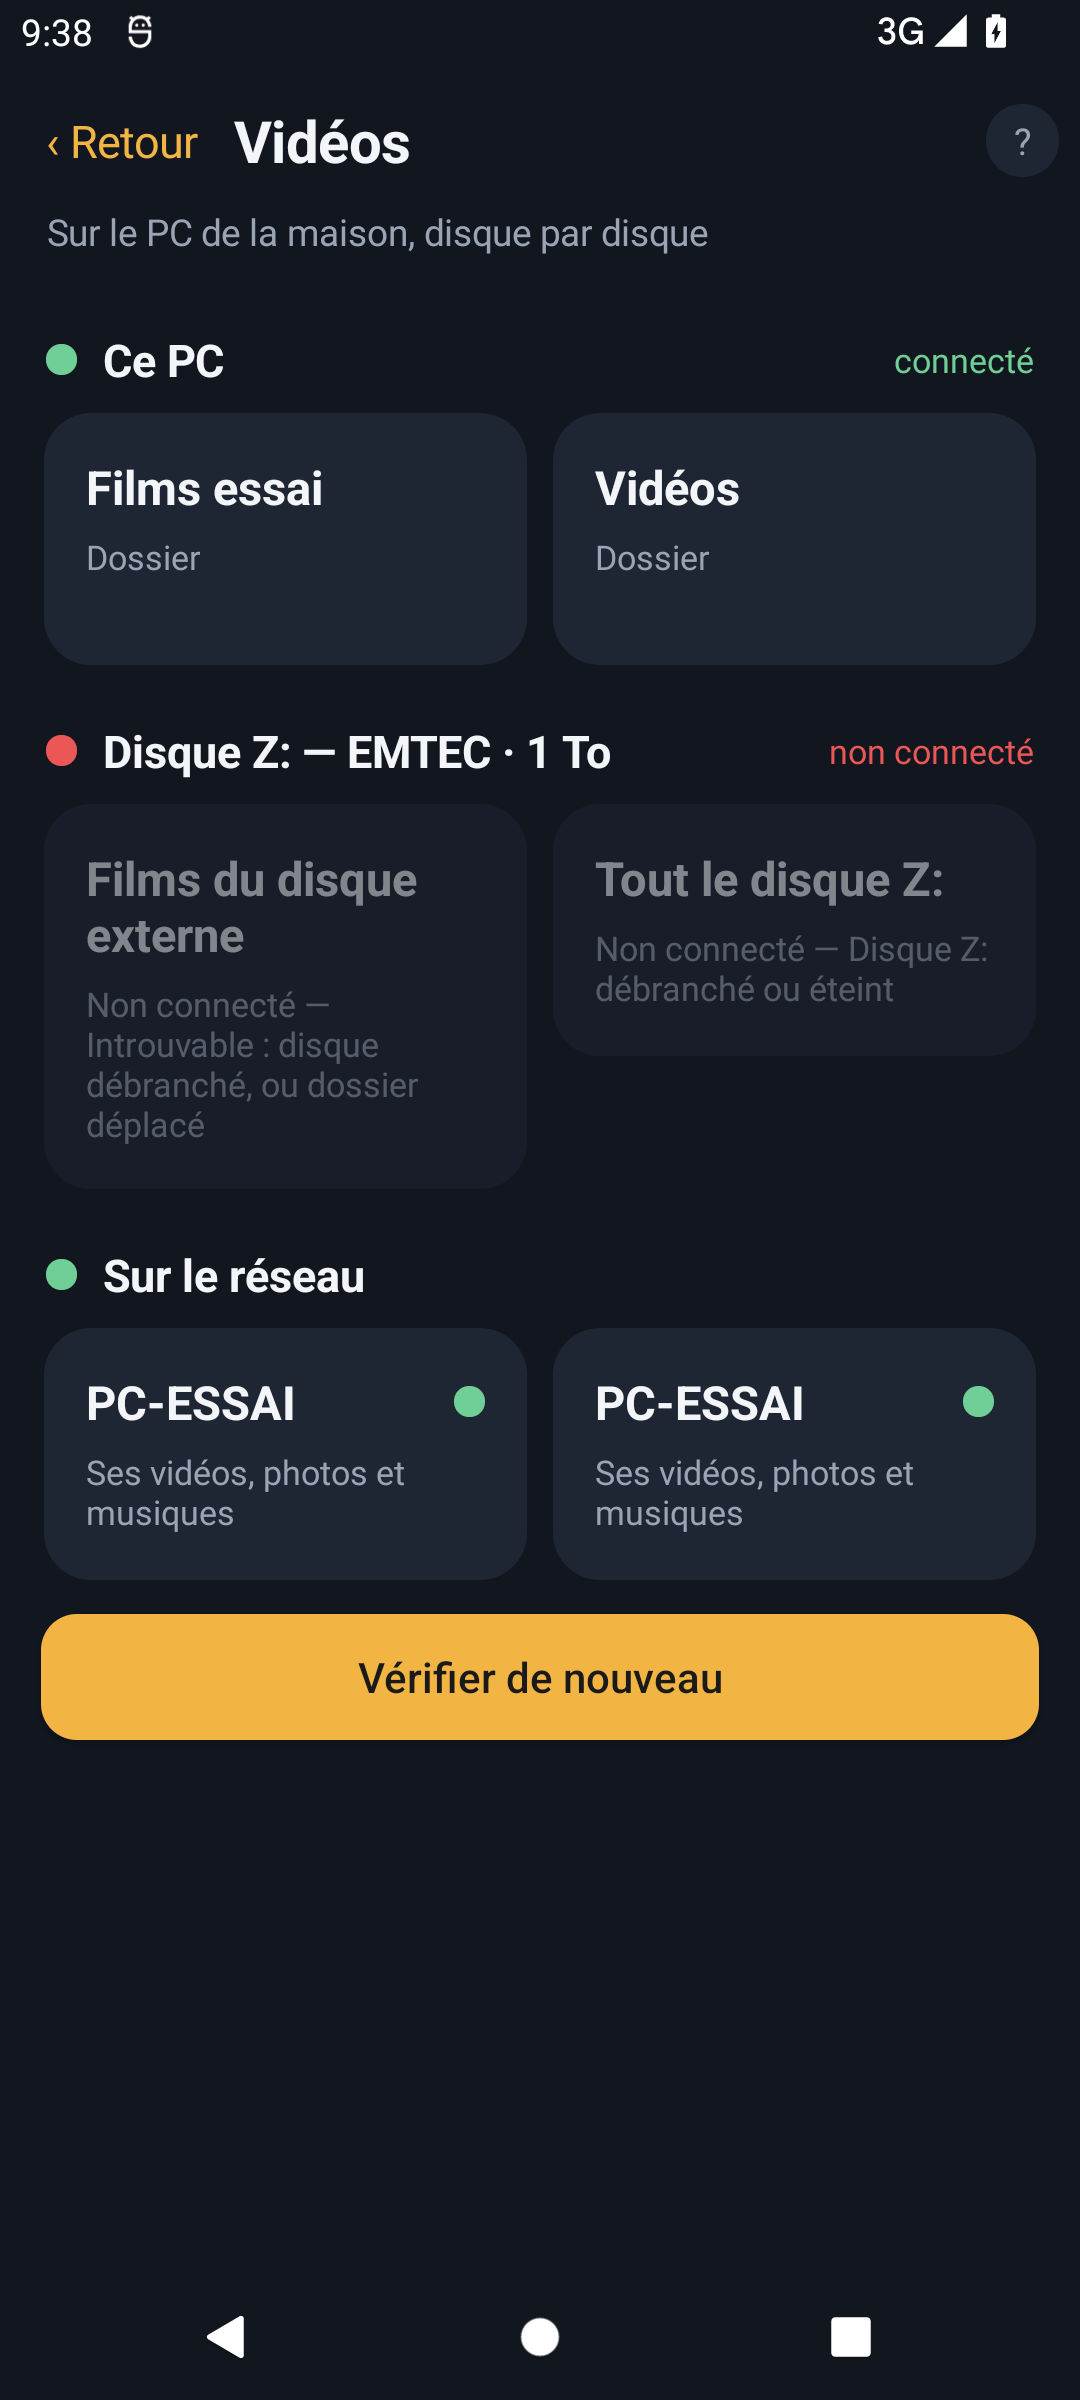 9:38
3G
‹ Retour Vidéos
?
Sur le PC de la maison, disque par disque
Ce PC
connecté
Films essai
Dossier
Vidéos
Dossier
Disque Z: — EMTEC · 1 To
non connecté
Films du disque
externe
Non connecté —
Introuvable : disque
débranché, ou dossier
déplacé
Tout le disque Z:
Non connecté — Disque Z:
débranché ou éteint
Sur le réseau
PC-ESSAI
Ses vidéos, photos et
musiques
PC-ESSAI
Ses vidéos, photos et
musiques
Vérifier de nouveau